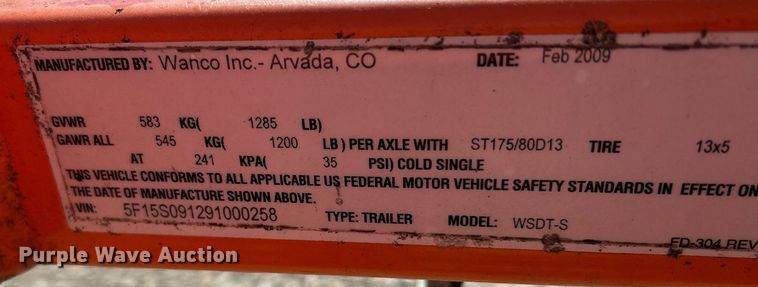 MANUFACTURED BY: Wanco Inc.- Arvada, CO DATE: Feb 2009
GVWR 583 KG( 1285 LB)
GAWR ALL 545 KG( 1200 LB ) PER AXLE WITH ST175/80D13 TIRE 13x5
AT 241 KPA( 35 PSI) COLD SINGLE
THIS VEHICLE CONFORMS TO ALL APPLICABLE US FEDERAL MOTOR VEHICLE SAFETY STANDARDS IN EFFECT ON
THE DATE OF MANUFACTURE SHOWN ABOVE.
VIN: 5F15S091291000258 TYPE: TRAILER MODEL: WSDT-S
FD-304 REV
Purple Wave Auction